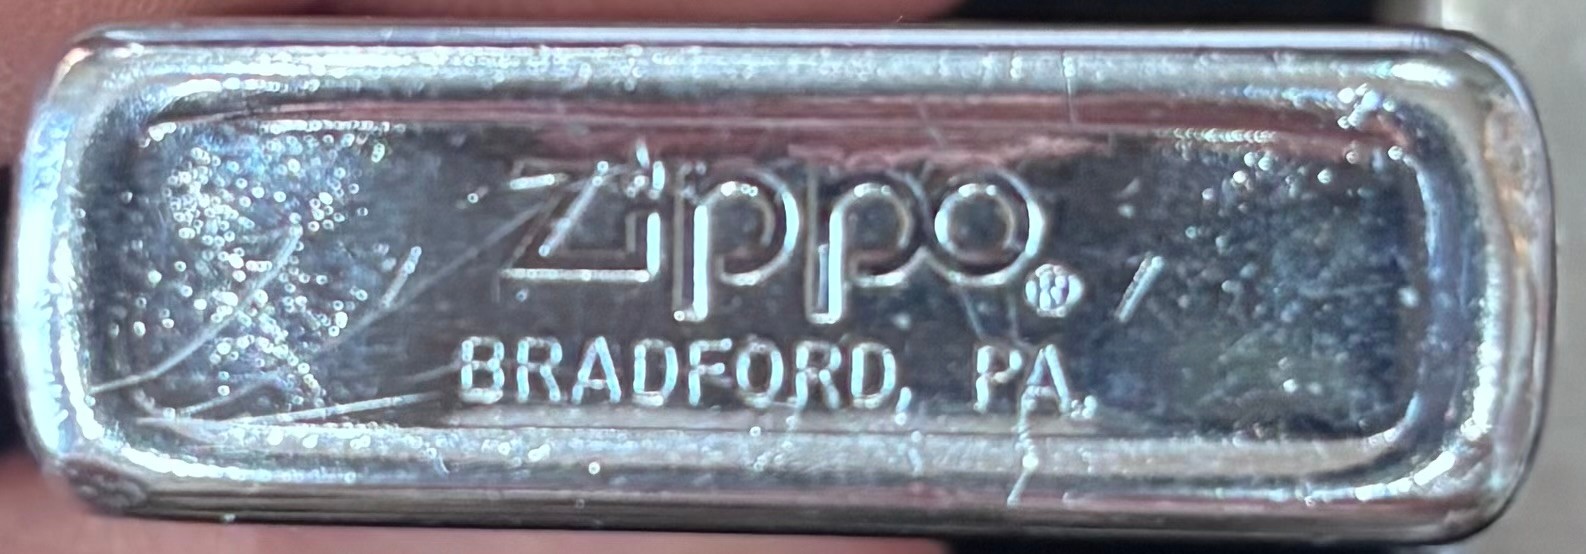 Zippo®
BRADFORD, PA.
/